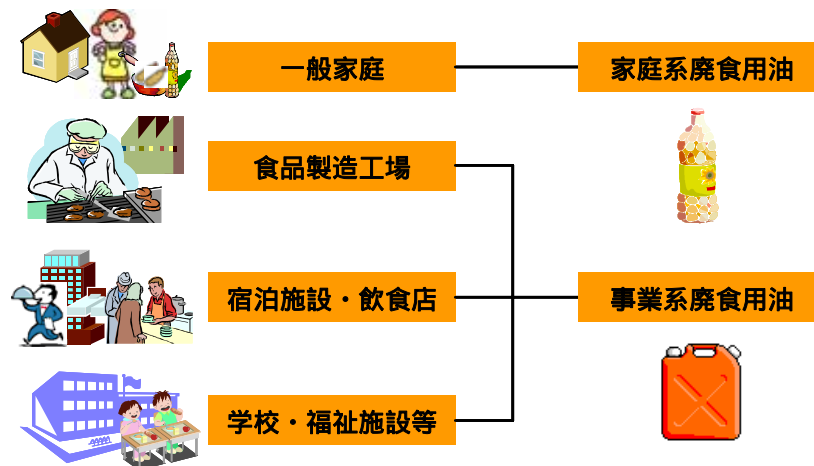 一般家庭
家庭系廃食用油
食品製造工場
宿泊施設・飲食店
事業系廃食用油
学校・福祉施設等